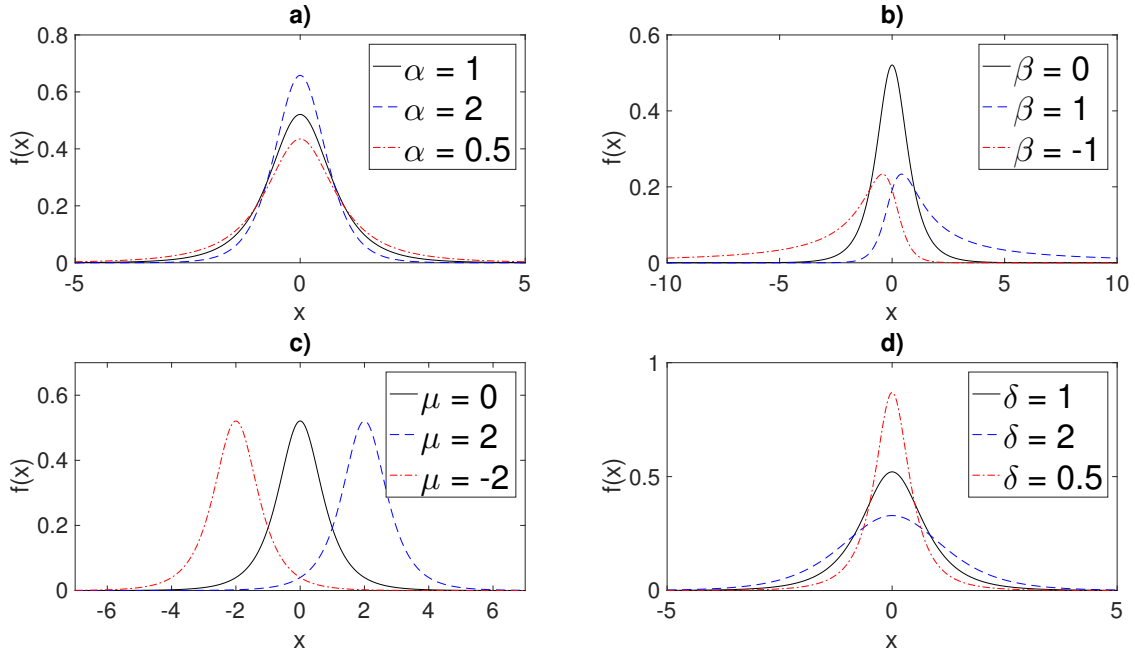 a)
0.8
0.6
0.4
0.2
0
f(x)
-5
0
5
x
α = 1
α = 2
α = 0.5
b)
0.6
0.4
0.2
0
f(x)
-10
-5
0
5
10
x
β = 0
β = 1
β = -1
c)
0.6
0.4
0.2
0
f(x)
-6
-4
-2
0
2
4
6
x
μ = 0
μ = 2
μ = -2
d)
1
0.5
0
f(x)
-5
0
5
x
δ = 1
δ = 2
δ = 0.5